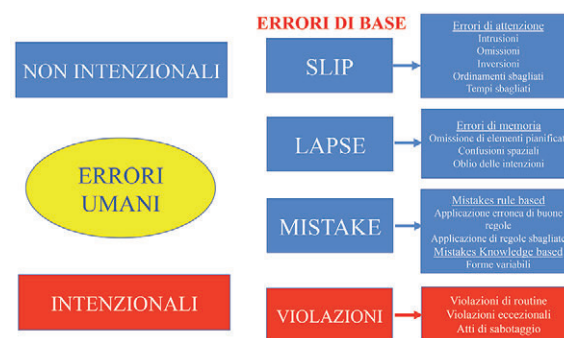 ERRORI DI BASE
NON INTENZIONALI
ERRORI
UMANI
INTENZIONALI
SLIP
Errori di attenzione
Intrusioni
Omissioni
Inversioni
Ordinamenti sbagliati
Tempi sbagliati
LAPSE
Errori di memoria
Omissione di elementi pianificat
Confusioni spaziali
Oblio delle intenzioni
MISTAKE
Mistakes rule based
Applicazione erronea di buone
regole
Applicazione di regole sbagliate
Mistakes Knowledge based
Forme variabili
VIOLAZIONI
Violazioni di routine
Violazioni eccezionali
Atti di sabotaggio